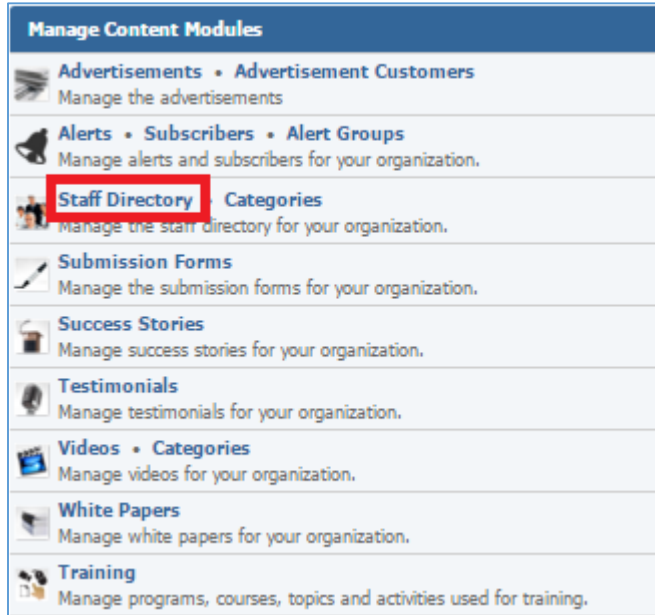 Manage Content Modules
Advertisements • Advertisement Customers
Manage the advertisements
Alerts • Subscribers • Alert Groups
Manage alerts and subscribers for your organization.
Staff Directory • Categories
Manage the staff directory for your organization.
Submission Forms
Manage the submission forms for your organization.
Success Stories
Manage success stories for your organization.
Testimonials
Manage testimonials for your organization.
Videos • Categories
Manage videos for your organization.
White Papers
Manage white papers for your organization.
Training
Manage programs, courses, topics and activities used for training.